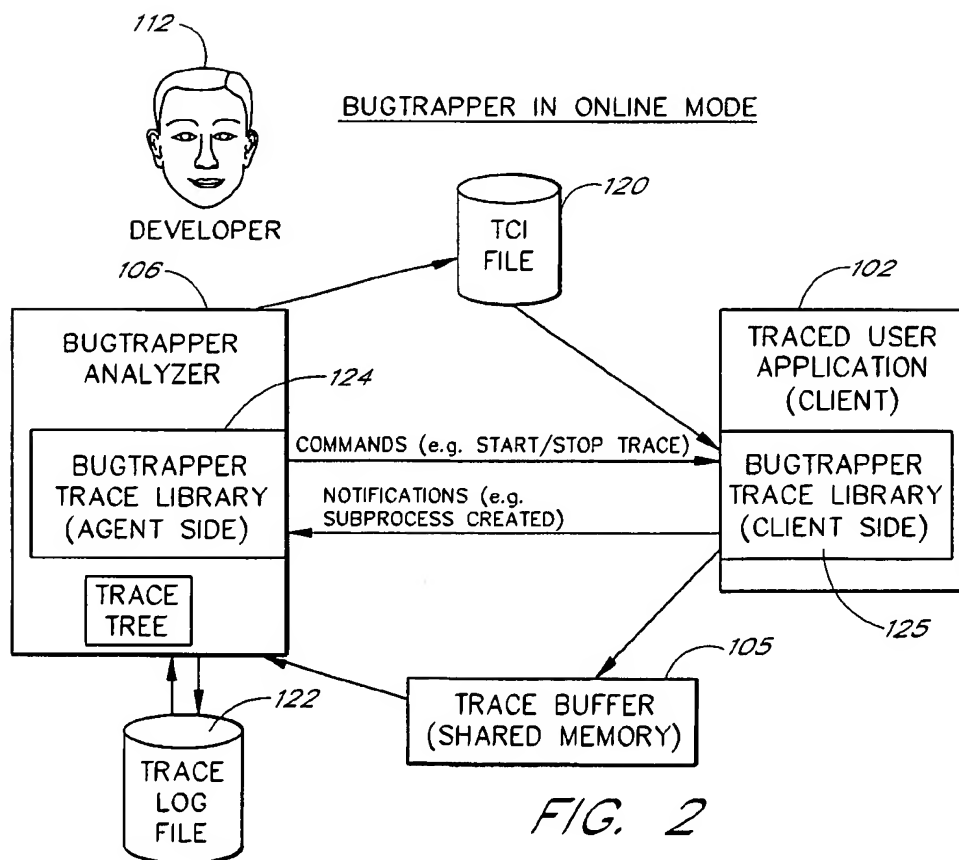 112
BUGTRAPPER IN ONLINE MODE
DEVELOPER
120
TCI
FILE
106
BUGTRAPPER
ANALYZER
124
BUGTRAPPER
TRACE LIBRARY
(AGENT SIDE)
TRACE
TREE
COMMANDS (e.g. START/STOP TRACE)
NOTIFICATIONS (e.g.
SUBPROCESS CREATED)
102
TRACED USER
APPLICATION
(CLIENT)
BUGTRAPPER
TRACE LIBRARY
(CLIENT SIDE)
125
105
TRACE BUFFER
(SHARED MEMORY)
122
TRACE
LOG
FILE
FIG. 2